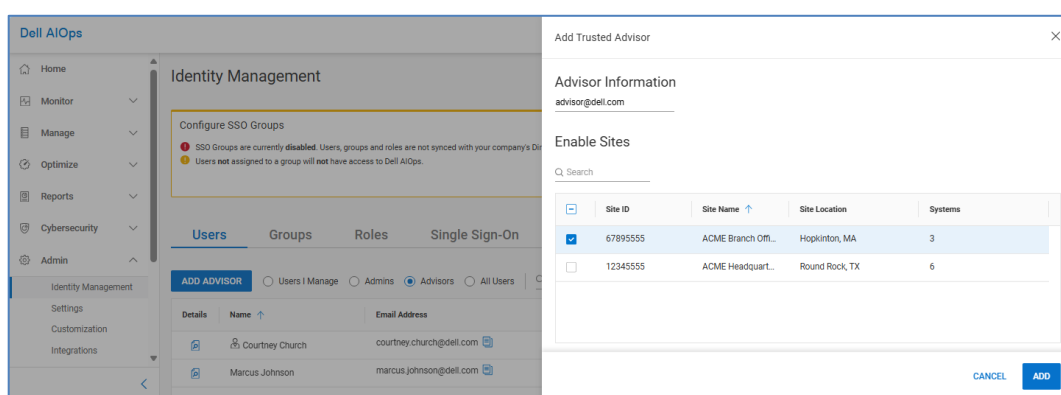 Dell AIOps
Home
Monitor
Manage
Optimize
Reports
Cybersecurity
Admin
Identity Management
Settings
Customization
Integrations
Identity Management
Configure SSO Groups
SSO Groups are currently disabled. Users, groups and roles are not synced with your company's Dir
Users not assigned to a group will not have access to Dell AIOps.
Users Groups Roles Single Sign-On
ADD ADVISOR Users I Manage Admins Advisors All Users
Details Name Email Address
Courtney Church courtney.church@dell.com
Marcus Johnson marcus.johnson@dell.com
Add Trusted Advisor
Advisor Information
advisor@dell.com
Enable Sites
Search
Site ID Site Name Site Location Systems
67895555 ACME Branch Offi... Hopkinton, MA 3
12345555 ACME Headquart... Round Rock, TX 6
CANCEL ADD